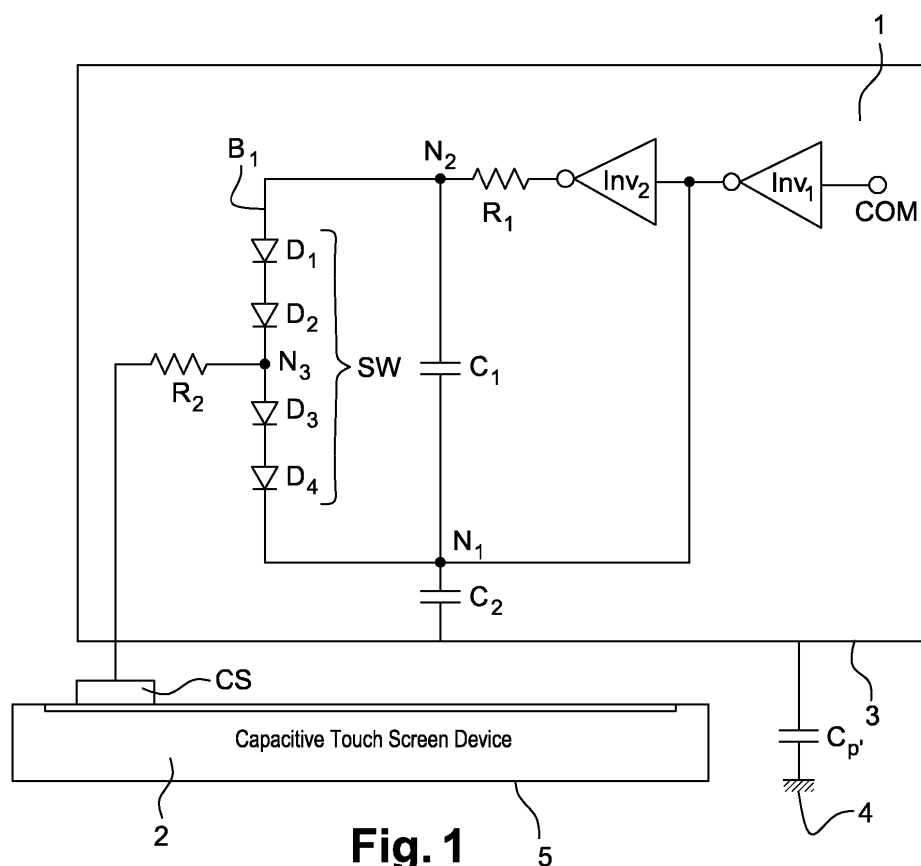 1
B1
N2
Inv2
Inv1
R1
COM
D1
D2
N3
SW
C1
R2
D3
D4
N1
C2
CS
3
Capacitive Touch Screen Device
Cp'
2
5
4
Fig. 1